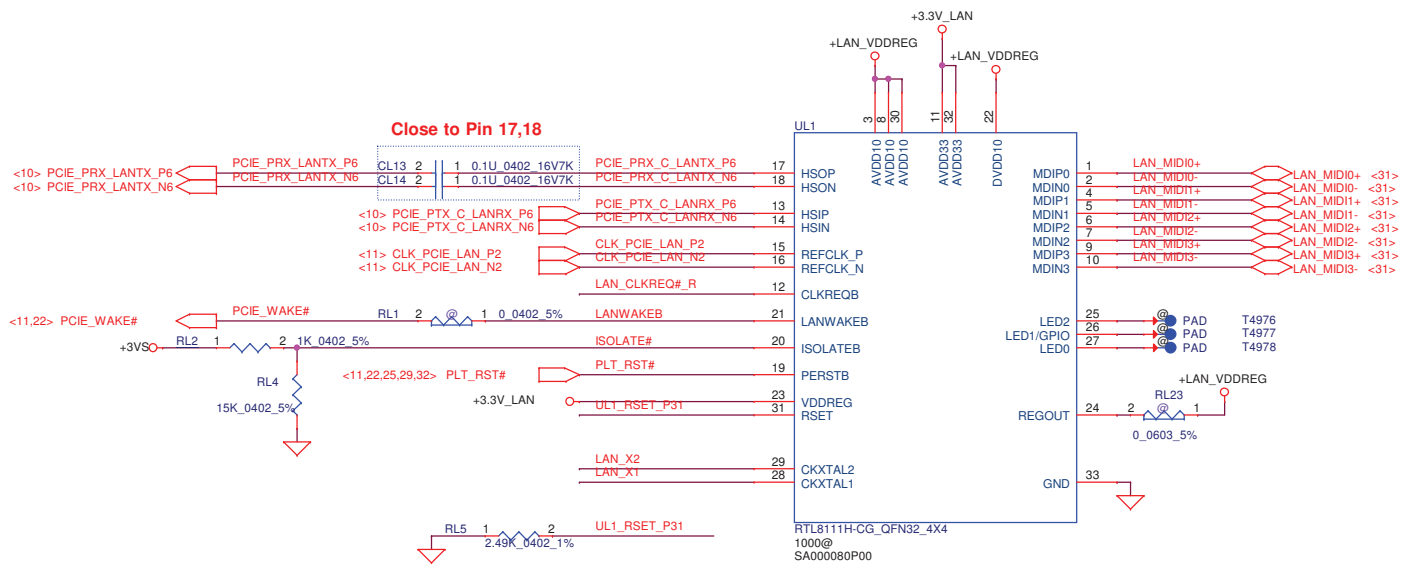 +3.3V_LAN
+LAN_VDDREG
+LAN_VDDREG
Close to Pin 17,18
UL1
3
8
30
11
32
22
AVDD10
AVDD10
AVDD10
AVDD33
AVDD33
DVDD10
<10> PCIE_PRX_LANTX_P6
PCIE_PRX_LANTX_P6
CL13 2
1 0.1U_0402_16V7K
PCIE_PRX_C_LANTX_P6
17
HSOP
<10> PCIE_PRX_LANTX_N6
PCIE_PRX_LANTX_N6
CL14 2
1 0.1U_0402_16V7K
PCIE_PRX_C_LANTX_N6
18
HSON
<10> PCIE_PTX_C_LANRX_P6
PCIE_PTX_C_LANRX_P6
13
HSIP
<10> PCIE_PTX_C_LANRX_N6
PCIE_PTX_C_LANRX_N6
14
HSIN
<11> CLK_PCIE_LAN_P2
CLK_PCIE_LAN_P2
15
REFCLK_P
<11> CLK_PCIE_LAN_N2
CLK_PCIE_LAN_N2
16
REFCLK_N
LAN_CLKREQ#_R
12
CLKREQB
<11,22> PCIE_WAKE#
PCIE_WAKE#
RL1 2
@
1 0_0402_5%
LANWAKEB
21
LANWAKEB
+3VS
RL2 1
2 1K_0402_5%
ISOLATE#
20
ISOLATEB
RL4
15K_0402_5%
<11,22,25,29,32> PLT_RST#
PLT_RST#
19
PERSTB
+3.3V_LAN
23
VDDREG
UL1_RSET_P31
31
RSET
LAN_X2
29
CKXTAL2
LAN_X1
28
CKXTAL1
RL5 1
2
2.49K_0402_1%
UL1_RSET_P31
MDIP0
1
LAN_MIDI0+
LAN_MIDI0+ <31>
MDIN0
2
LAN_MIDI0-
LAN_MIDI0- <31>
MDIP1
4
LAN_MIDI1+
LAN_MIDI1+ <31>
MDIN1
5
LAN_MIDI1-
LAN_MIDI1- <31>
MDIP2
6
LAN_MIDI2+
LAN_MIDI2+ <31>
MDIN2
7
LAN_MIDI2-
LAN_MIDI2- <31>
MDIP3
9
LAN_MIDI3+
LAN_MIDI3+ <31>
MDIN3
10
LAN_MIDI3-
LAN_MIDI3- <31>
LED2
25
@
PAD T4976
LED1/GPIO
26
@
PAD T4977
LED0
27
@
PAD T4978
+LAN_VDDREG
RL23
REGOUT
24
2
@
1
0_0603_5%
GND
33
RTL8111H-CG_QFN32_4X4
1000@
SA000080P00